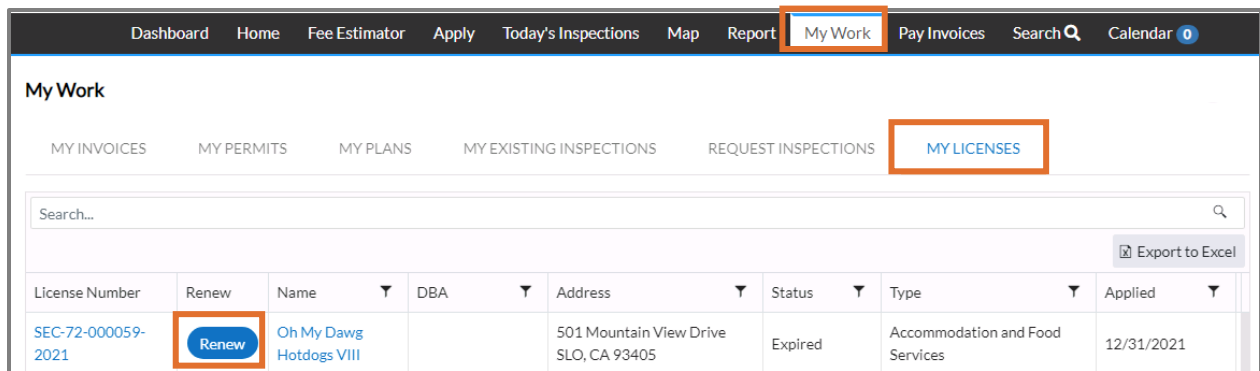 Dashboard Home Fee Estimator Apply Today's Inspections Map Report My Work Pay Invoices Search Calendar 0
My Work
MY INVOICES MY PERMITS MY PLANS MY EXISTING INSPECTIONS REQUEST INSPECTIONS MY LICENSES
Search...
Export to Excel
License Number Renew Name DBA Address Status Type Applied
SEC-72-000059- Oh My Dawg 501 Mountain View Drive Accommodation and Food
Renew Expired 12/31/2021
2021 Hotdogs VIII SLO, CA 93405 Services